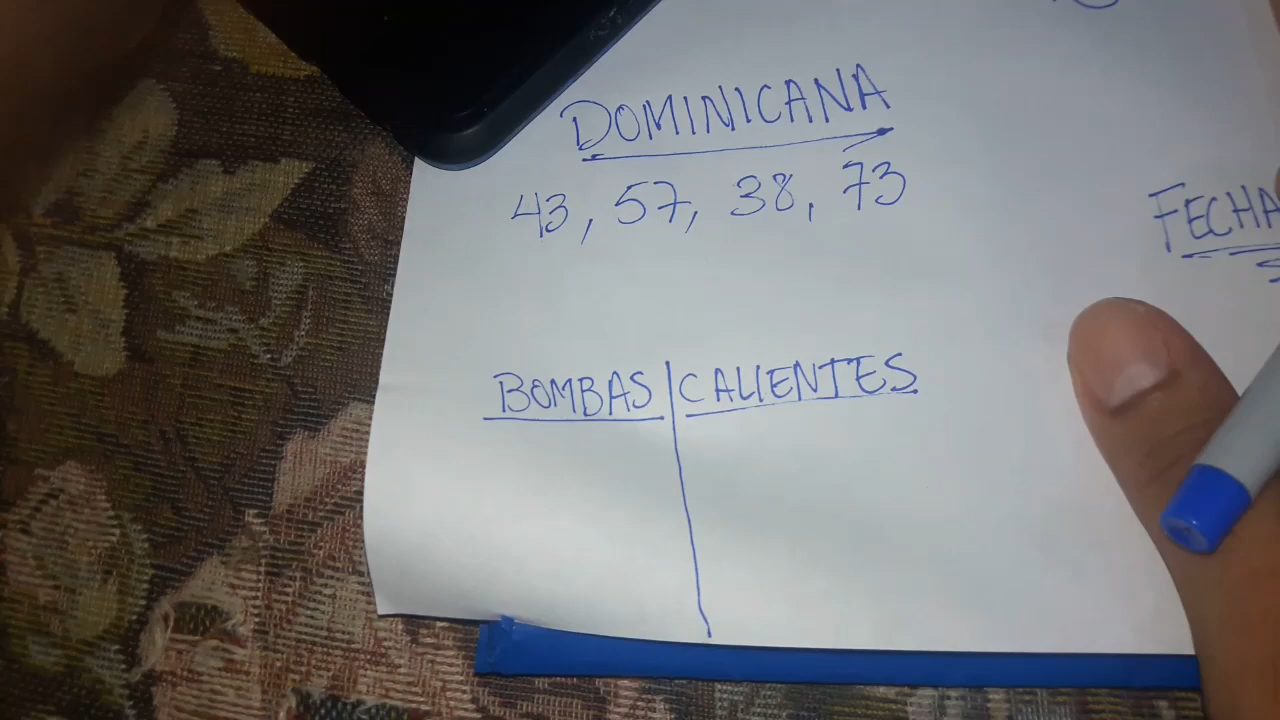 DOMINICANA
43, 57, 38, 73
FECHA
BOMBAS CALIENTES